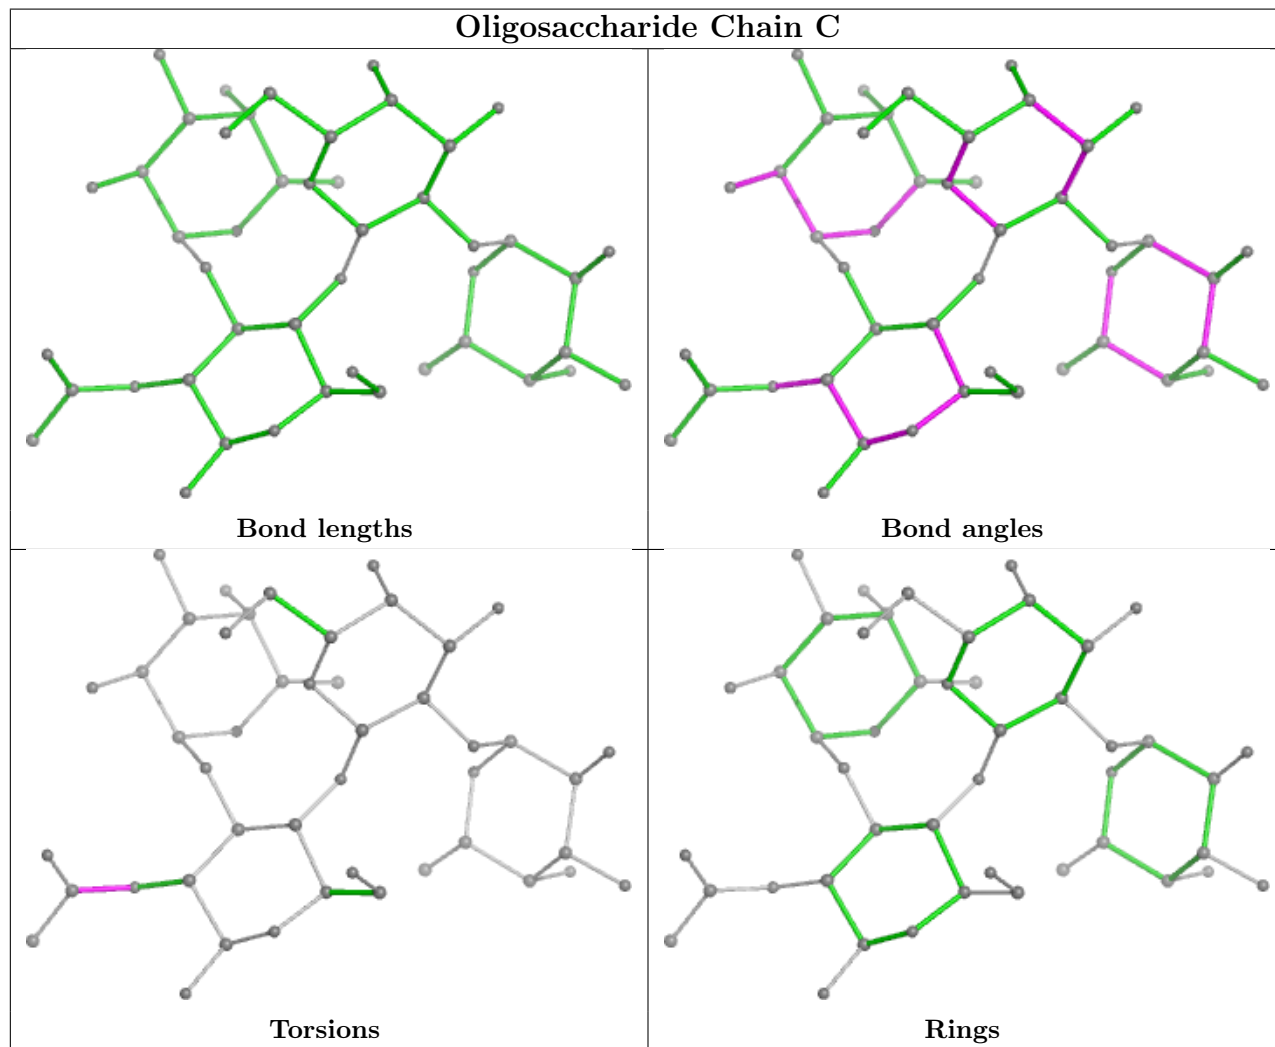 Oligosaccharide Chain C
Bond lengths
Bond angles
Torsions
Rings